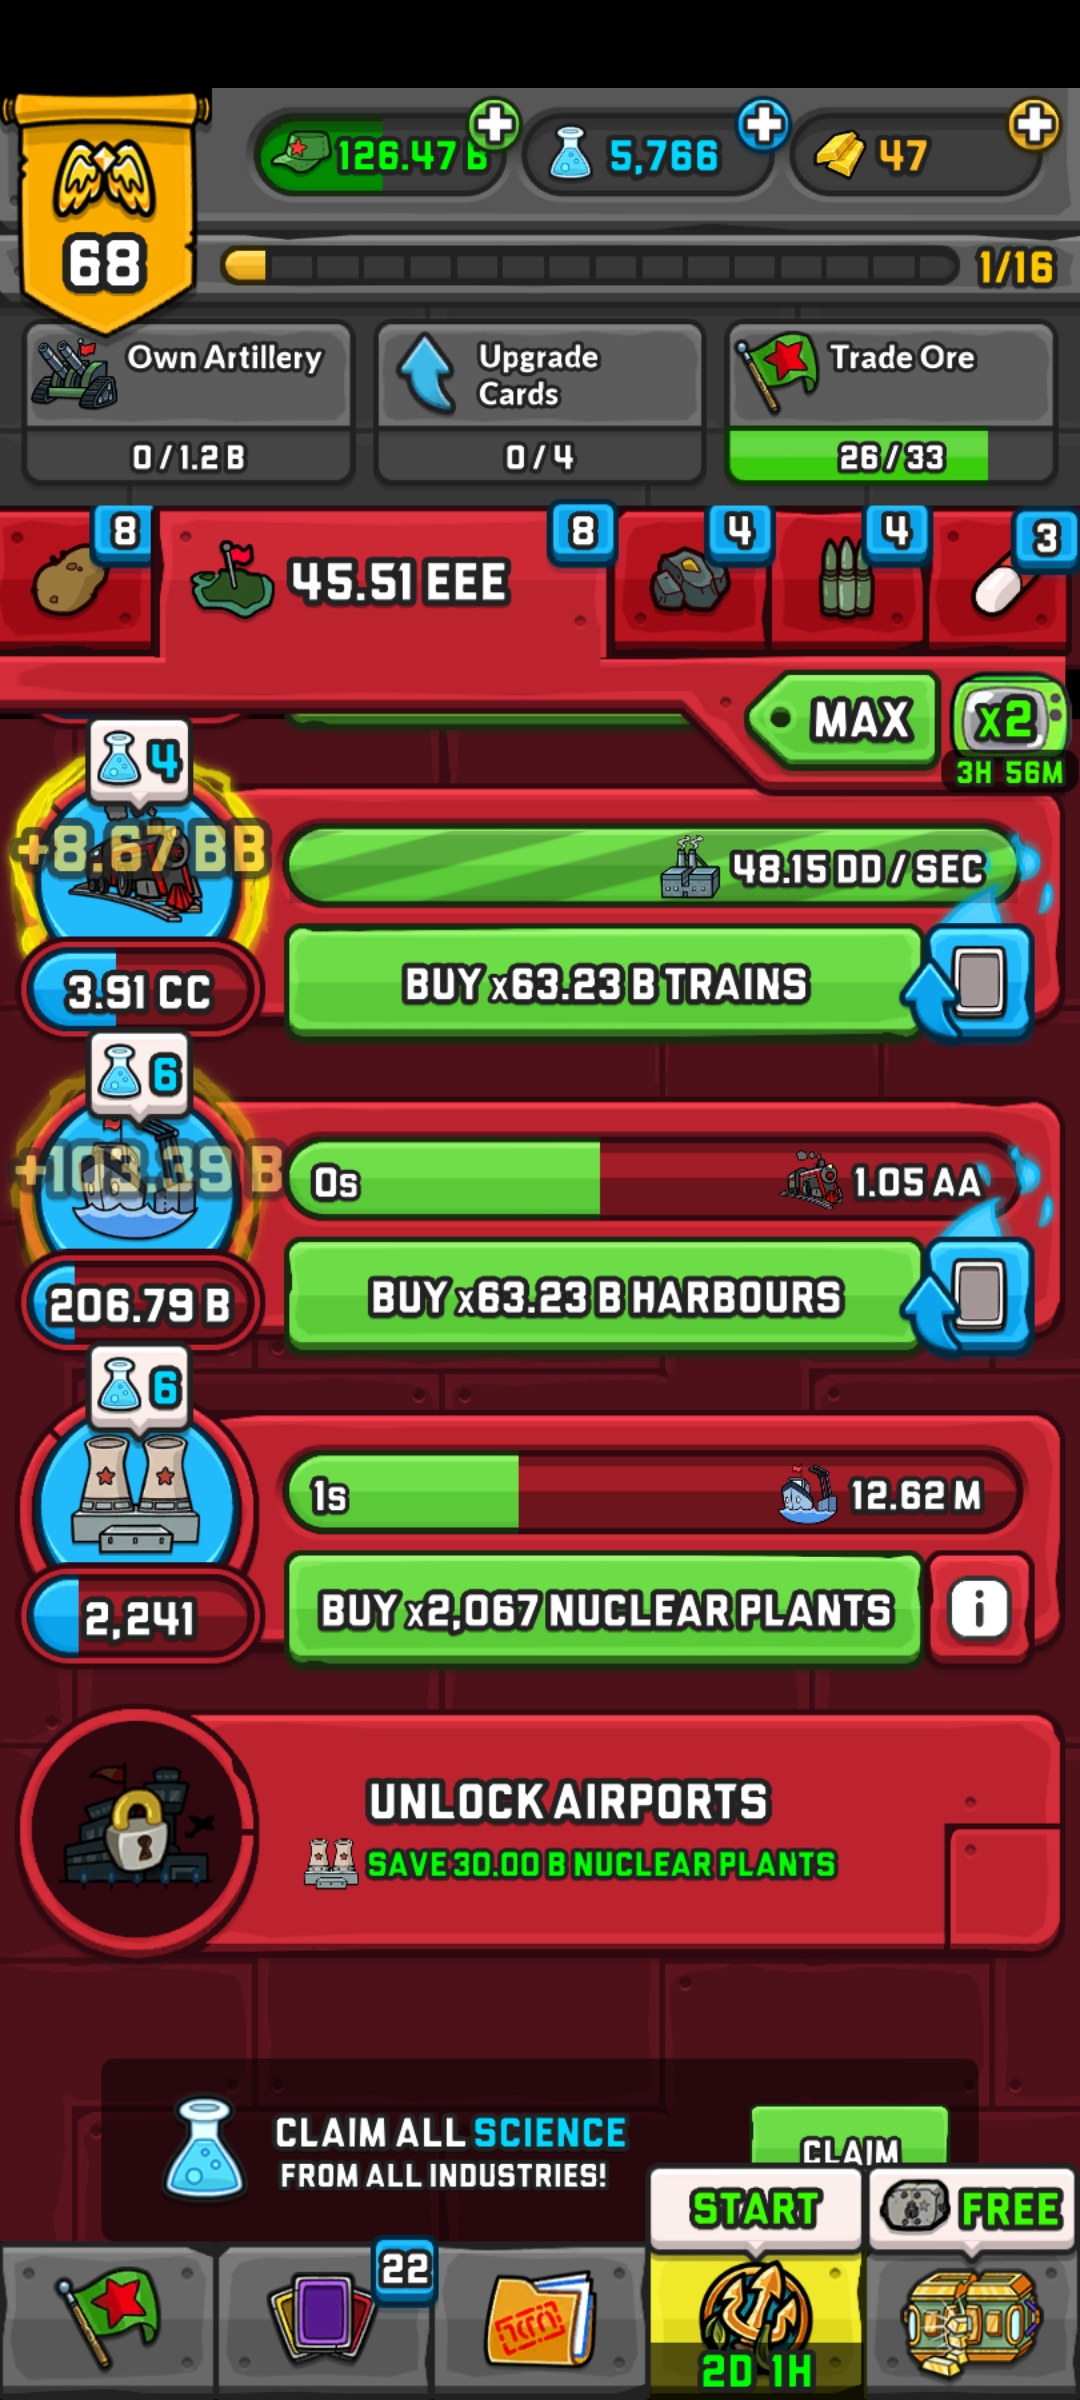 126.47 B
5,766
47
68
1/16
Own Artillery
0/1.2 B
Upgrade
Cards
0/4
Trade Ore
26/33
8
45.51 EEE
8
4
4
3
MAX
x2
3H 56M
4
+8.67 BB
48.15 DD / SEC
3.91 CC
BUY x63.23 B TRAINS
6
+103.39 B
0s
1.05 AA
206.79 B
BUY x63.23 B HARBOURS
6
1s
12.62 M
2,241
BUY x2,067 NUCLEAR PLANTS
i
UNLOCK AIRPORTS
SAVE 30.00 B NUCLEAR PLANTS
CLAIM ALL SCIENCE
FROM ALL INDUSTRIES!
CLAIM
START
FREE
22
2D 1H